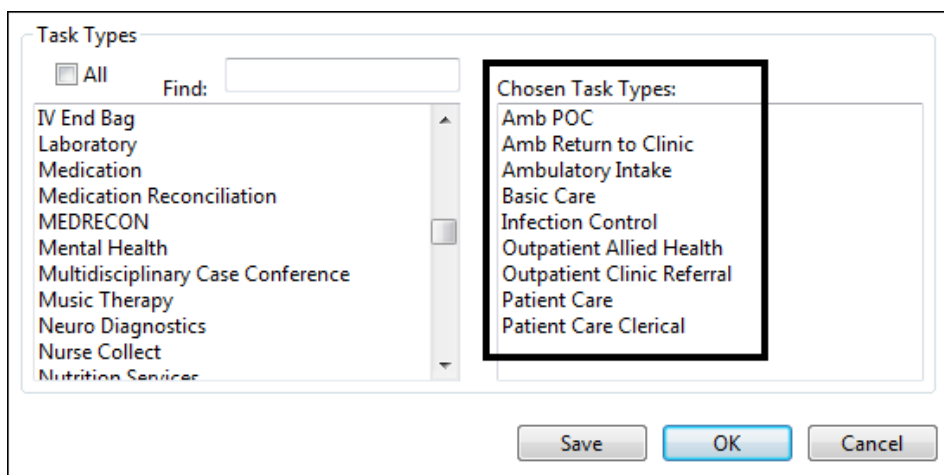 Task Types
All
Find:
IV End Bag
Laboratory
Medication
Medication Reconciliation
MEDRECON
Mental Health
Multidisciplinary Case Conference
Music Therapy
Neuro Diagnostics
Nurse Collect
Nutrition Services
Chosen Task Types:
Amb POC
Amb Return to Clinic
Ambulatory Intake
Basic Care
Infection Control
Outpatient Allied Health
Outpatient Clinic Referral
Patient Care
Patient Care Clerical
Save
OK
Cancel